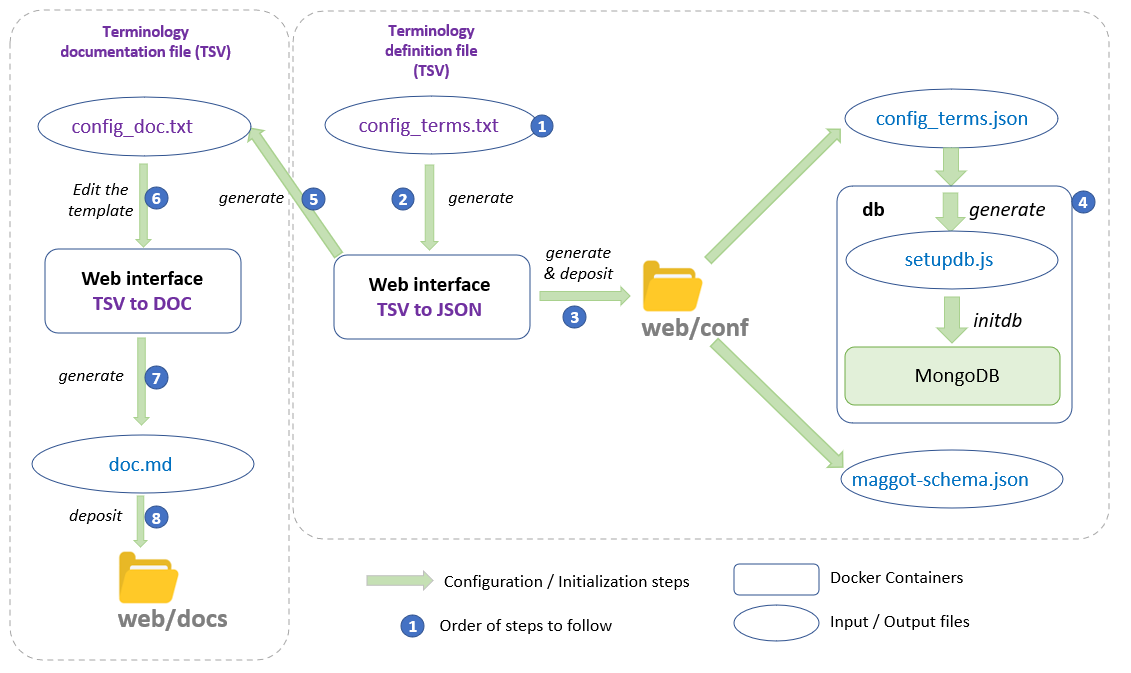 Terminology
documentation file (TSV)
config_doc.txt
Edit the
template
6
Web interface
TSV to DOC
generate
7
doc.md
deposit
8
web/docs
Terminology
definition file
(TSV)
config_terms.txt
1
2
generate
generate
5
Web interface
TSV to JSON
generate
& deposit
3
web/conf
config_terms.json
4
db
generate
setupdb.js
initdb
MongoDB
maggot-schema.json
Configuration / Initialization steps
1
Order of steps to follow
Docker Containers
Input / Output files